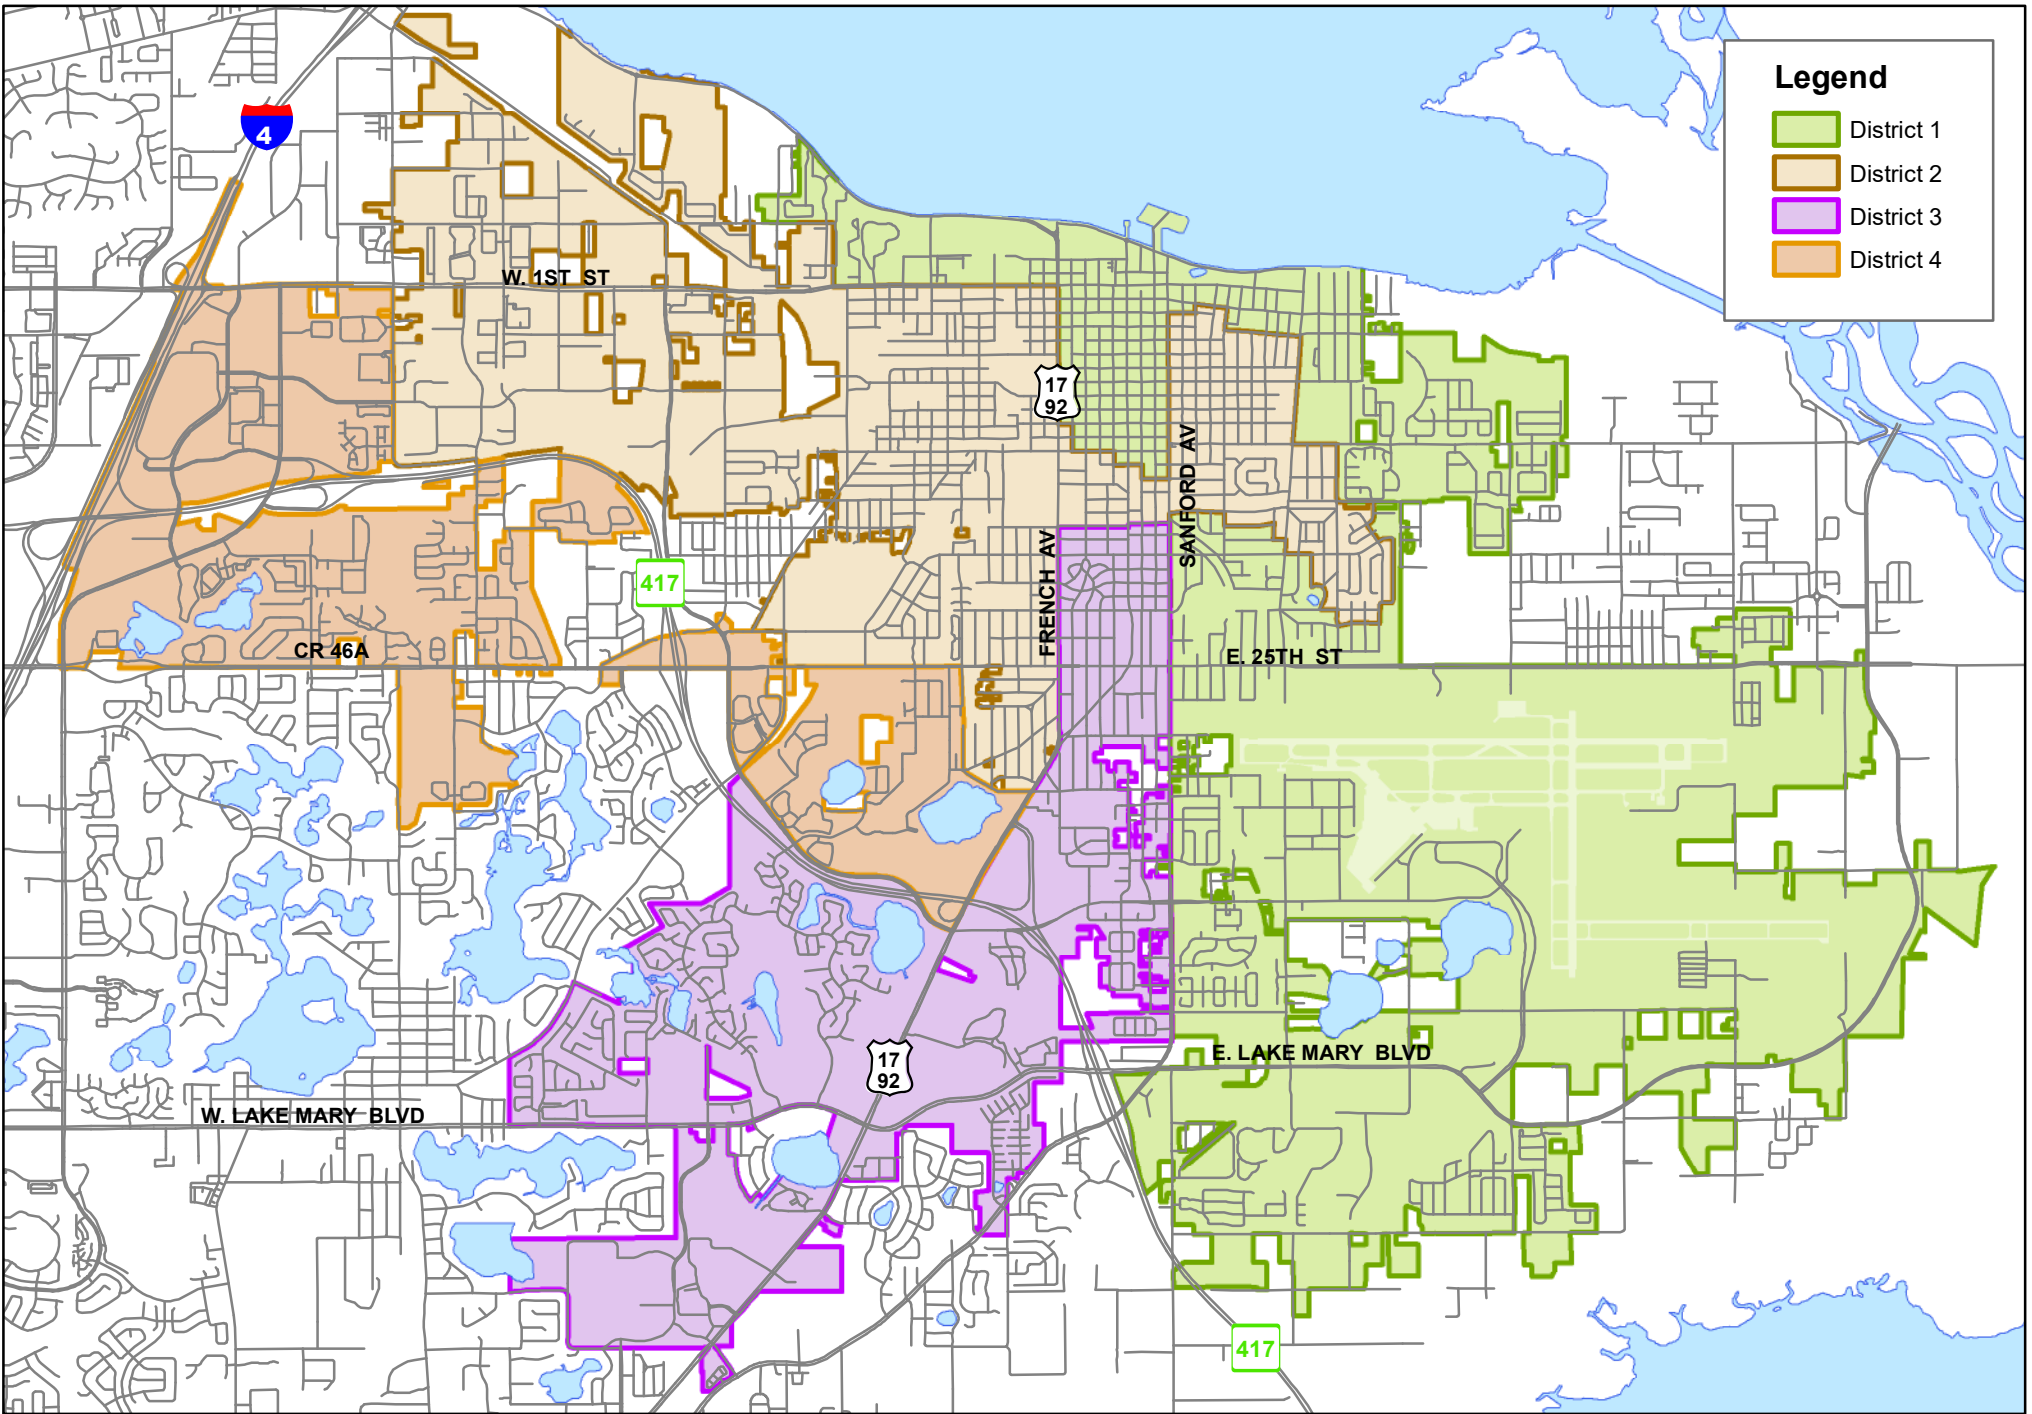 Legend
District 1
District 2
District 3
District 4
4
W. 1ST ST
17
92
SANFORD AV
FRENCH AV
417
CR 46A
E. 25TH ST
17
92
E. LAKE MARY BLVD
W. LAKE MARY BLVD
417